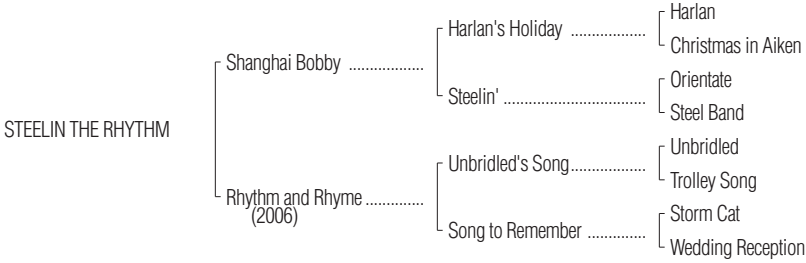 Harlan
Harlan's Holiday ..................
Christmas in Aiken
Shanghai Bobby ..................
Orientate
Steelin' ..................................
Steel Band
STEELIN THE RHYTHM
Unbridled
Unbridled's Song..................
Trolley Song
Rhythm and Rhyme ..............
(2006)
Storm Cat
Song to Remember ..............
Wedding Reception